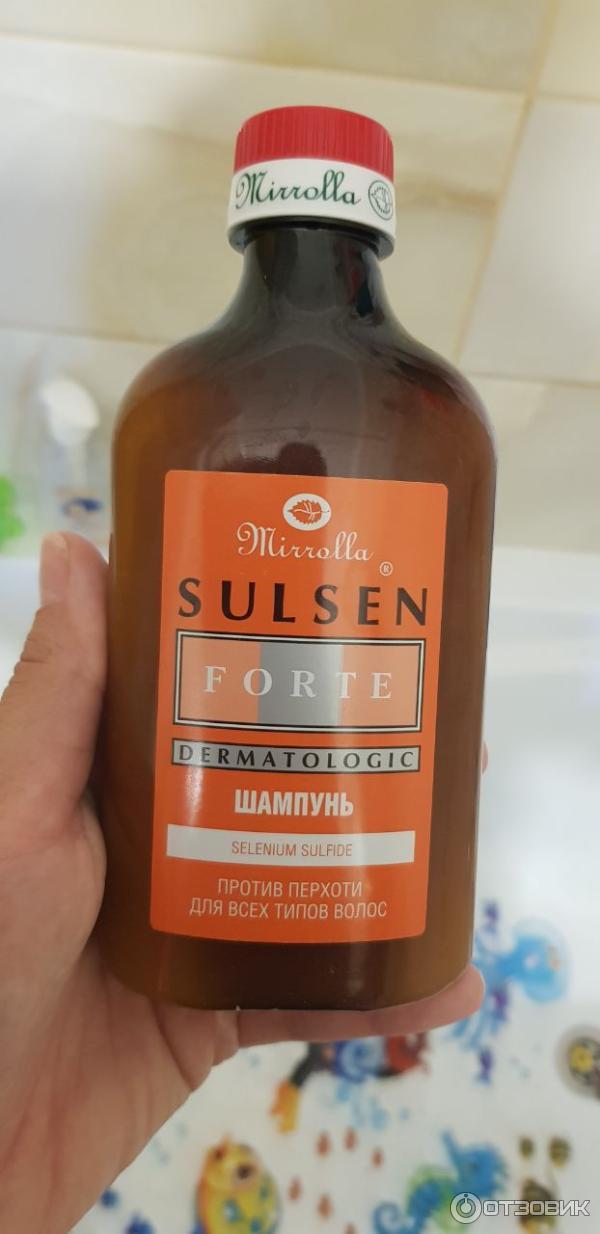 Mirrolla
Mirrolla
®
SULSEN
FORTE
DERMATOLOGIC
ШАМПУНЬ
SELENIUM SULFIDE
ПРОТИВ ПЕРХОТИ
ДЛЯ ВСЕХ ТИПОВ ВОЛОС
ОТЗОВИК